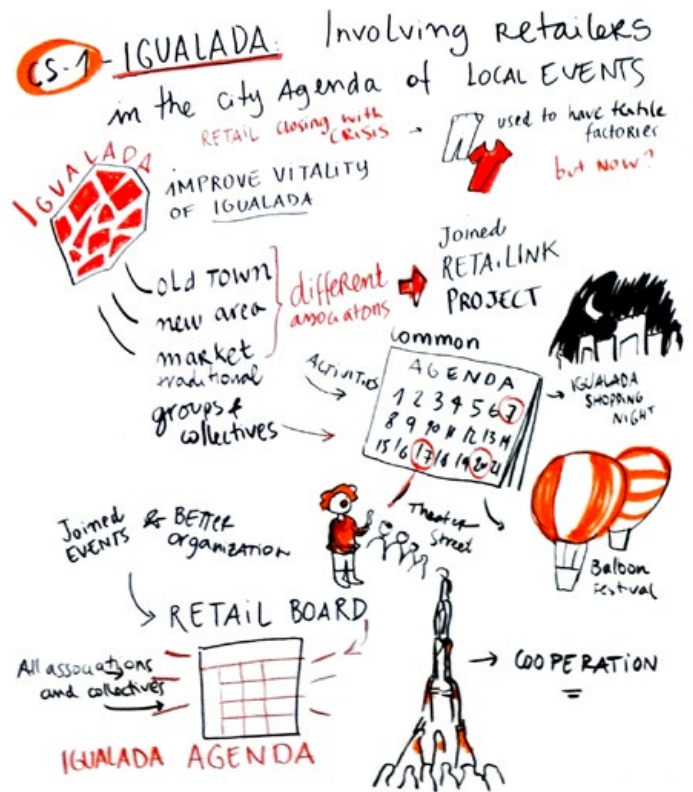 CS-1 - IGUALADA: Involving retailers
in the city Agenda of LOCAL EVENTS
RETAIL closing with
CRISIS
used to have textile
factories
but NOW?
IGUALADA
IMPROVE VITALITY
OF IGUALADA
OLD TOWN
new area
market
traditional
groups &
collectives
different
associatons
Joined
RETAILINK
PROJECT
Common
ACTIVITIES
AGENDA
1 2 3 4 5 6 7
8 9 10 11 12 13 14
15 16 17 18 19 20 21
IGUALADA
SHOPPING
NIGHT
Theater
Street
Balloon
Festival
Joined
EVENTS
& BETTER
organization
RETAIL BOARD
All associations
and collectives
IGUALADA AGENDA
COOPERATION